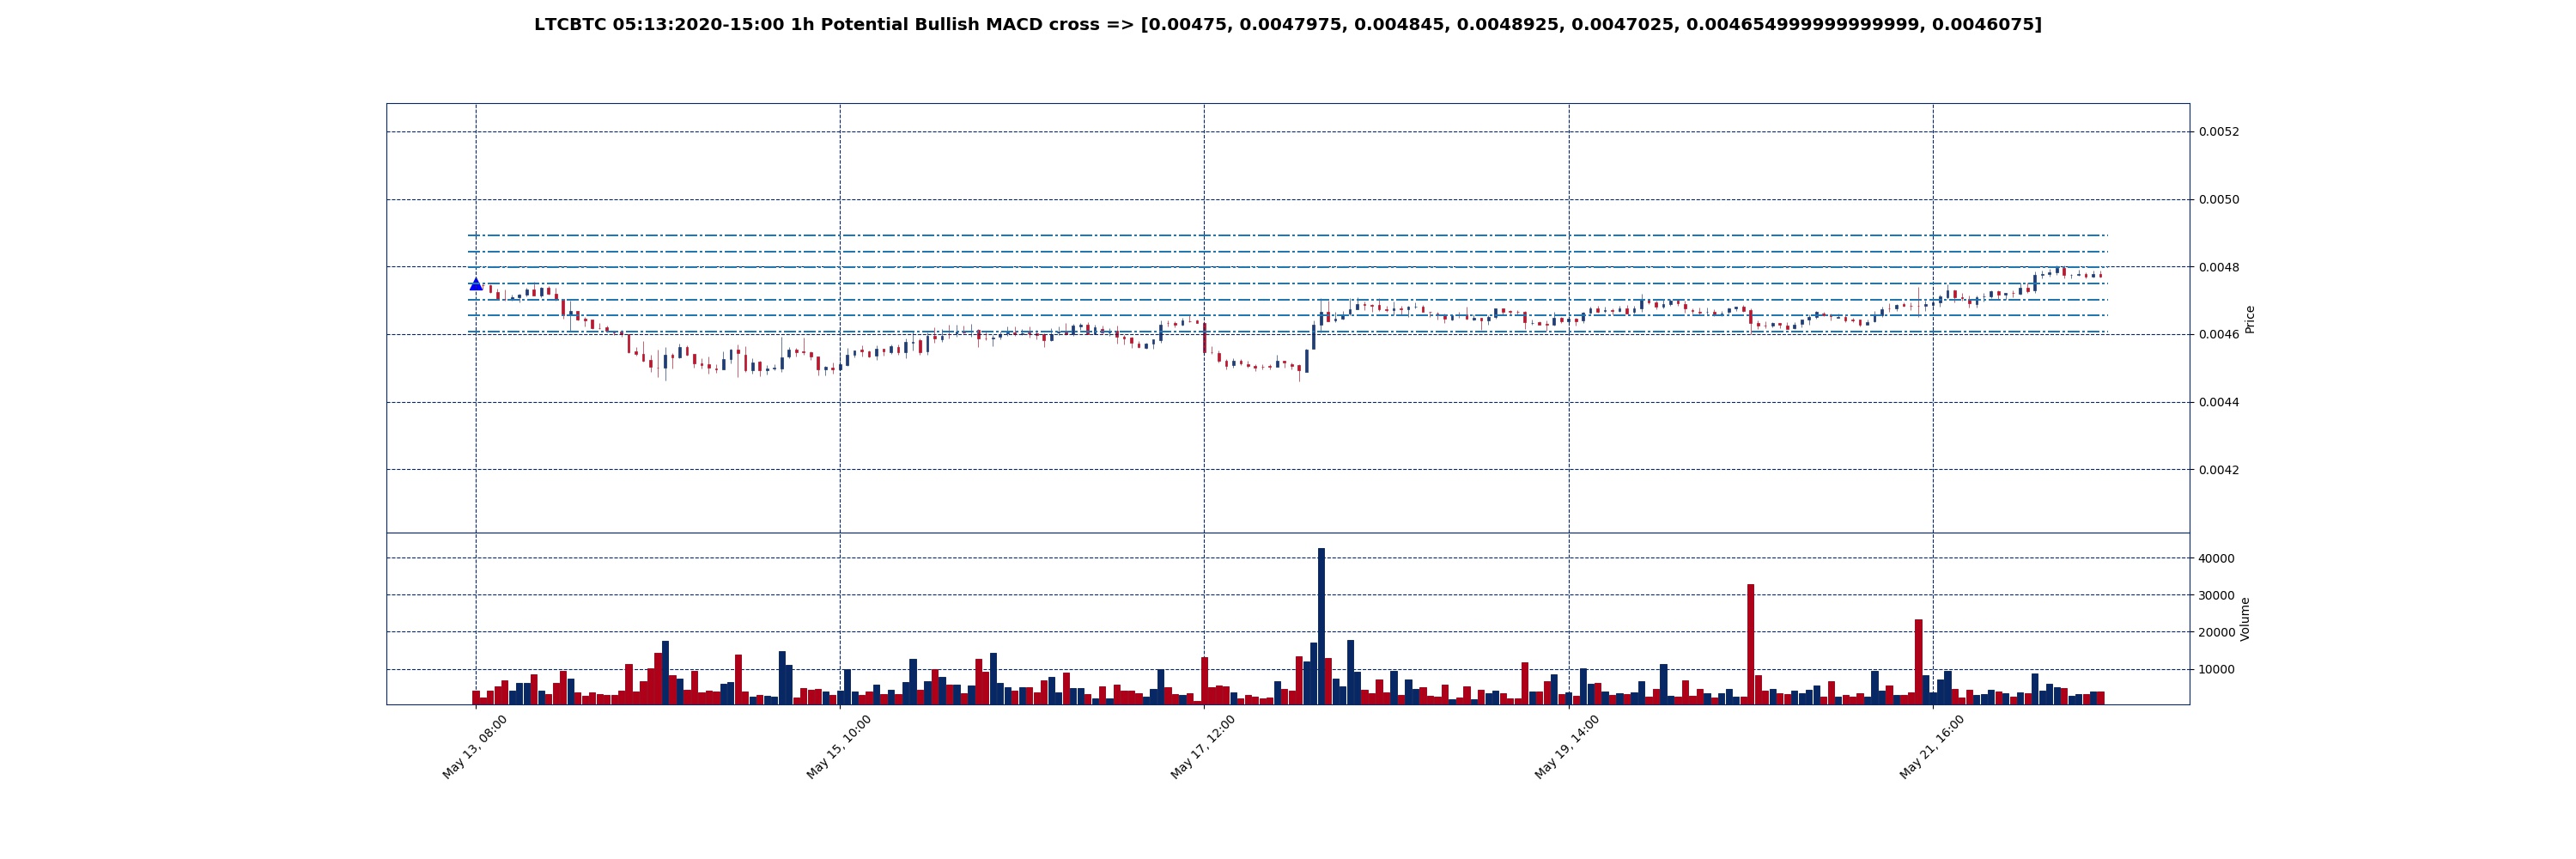 LTCBTC 05:13:2020-15:00 1h Potential Bullish MACD cross => [0.00475, 0.0047975, 0.004845, 0.0048925, 0.0047025, 0.004654999999999999, 0.0046075]
0.0052
0.0050
0.0048
0.0046
0.0044
0.0042
Price
40000
30000
20000
10000
Volume
May 13, 08:00
May 15, 10:00
May 17, 12:00
May 19, 14:00
May 21, 16:00